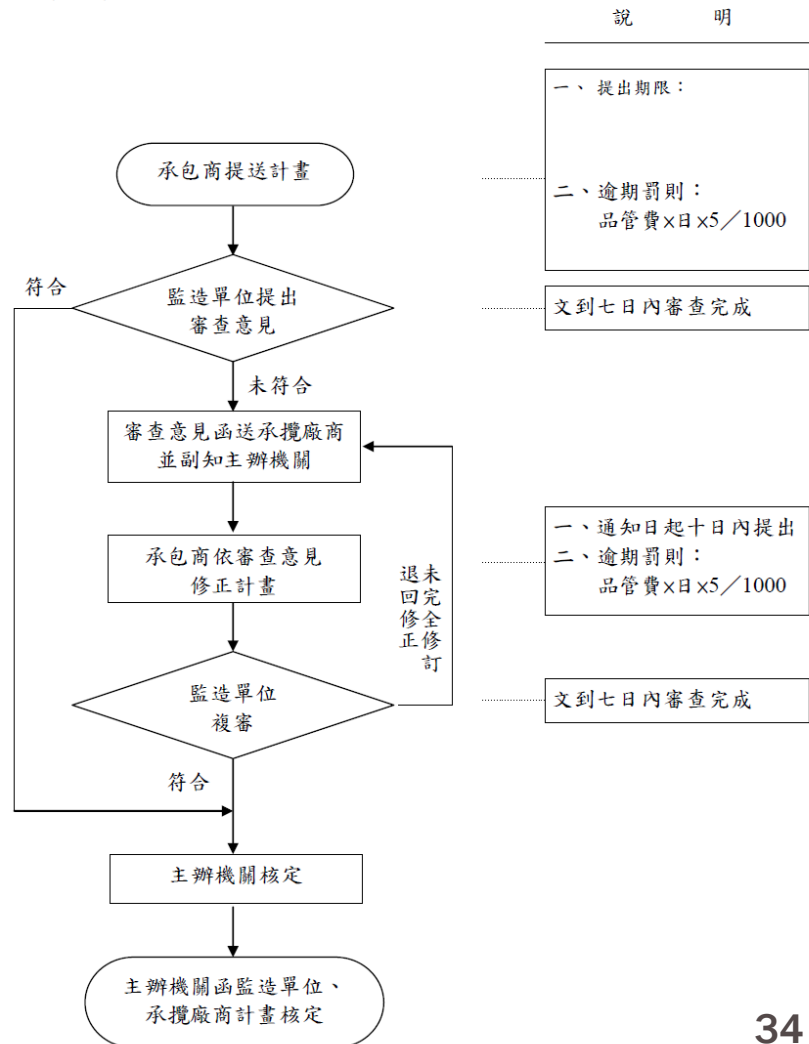 說 明
一、 提出期限：
承包商提送計畫
二、逾期罰則：
品管費×日×5／1000
符合
監造單位提出
審查意見
文到七日內審查完成
未符合
審查意見函送承攬廠商
並副知主辦機關
一、通知日起十日內提出
二、逾期罰則：
品管費×日×5／1000
承包商依審查意見
修正計畫
未完全修訂
退回修正
監造單位
複審
文到七日內審查完成
符合
主辦機關核定
主辦機關函監造單位、
承攬廠商計畫核定
34